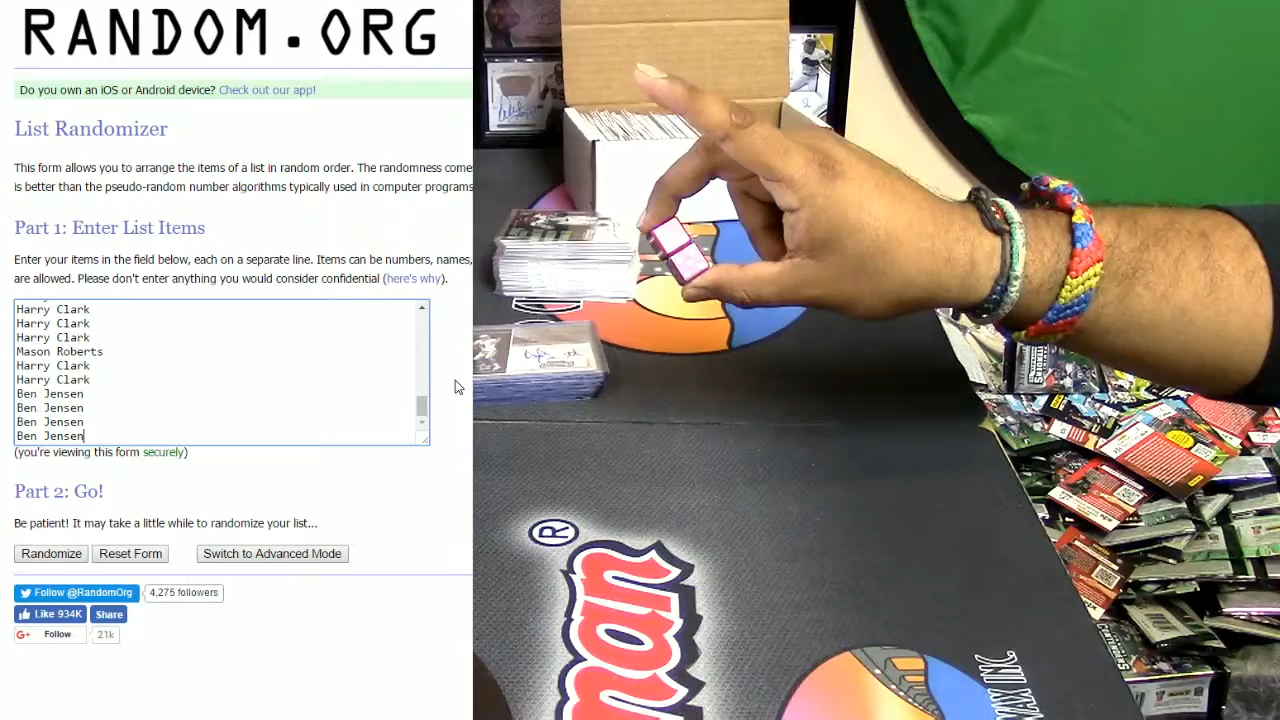 RANDOM.ORG
Do you own an iOS or Android device? Check out our app!
List Randomizer
This form allows you to arrange the items of a list in random order. The randomness come
is better than the pseudo-random number algorithms typically used in computer programs
Part 1: Enter List Items
Enter your items in the field below, each on a separate line. Items can be numbers, names,
are allowed. Please don't enter anything you would consider confidential (here's why).
Harry Clark
Harry Clark
Harry Clark
Mason Roberts
Harry Clark
Harry Clark
Ben Jensen
Ben Jensen
Ben Jensen
Ben Jensen
(you're viewing this form securely)
Part 2: Go!
Be patient! It may take a little while to randomize your list...
Randomize Reset Form Switch to Advanced Mode
Follow @RandomOrg 4,275 followers
Like 934K Share
G+ Follow 21k
®
man
WAX INC.